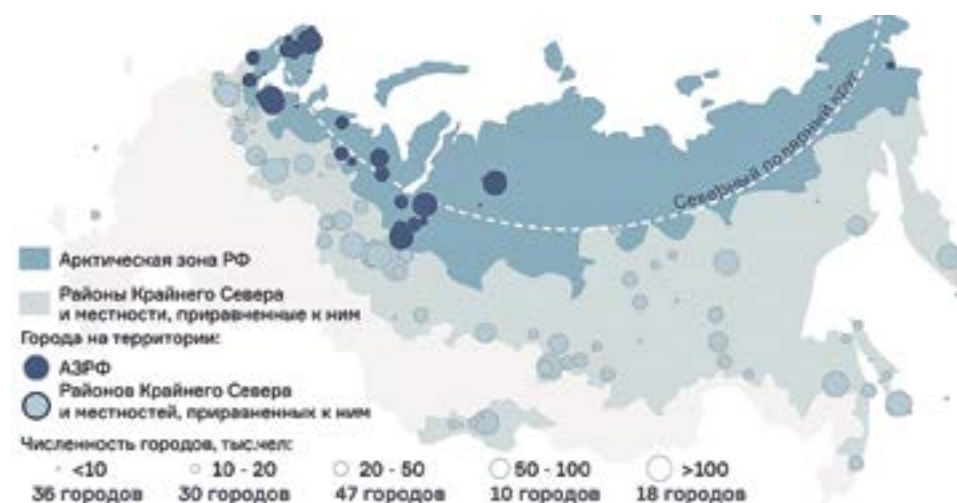 Северный полярный круг
Арктическая зона РФ
Районы Крайнего Севера
и местности, приравненные к ним
Города на территории:
АЗРФ
Районов Крайнего Севера
и местностей, приравненных к ним
Численность городов, тыс.чел:
<10 10 - 20 20 - 50 50 - 100 >100
36 городов 30 городов 47 городов 10 городов 18 городов